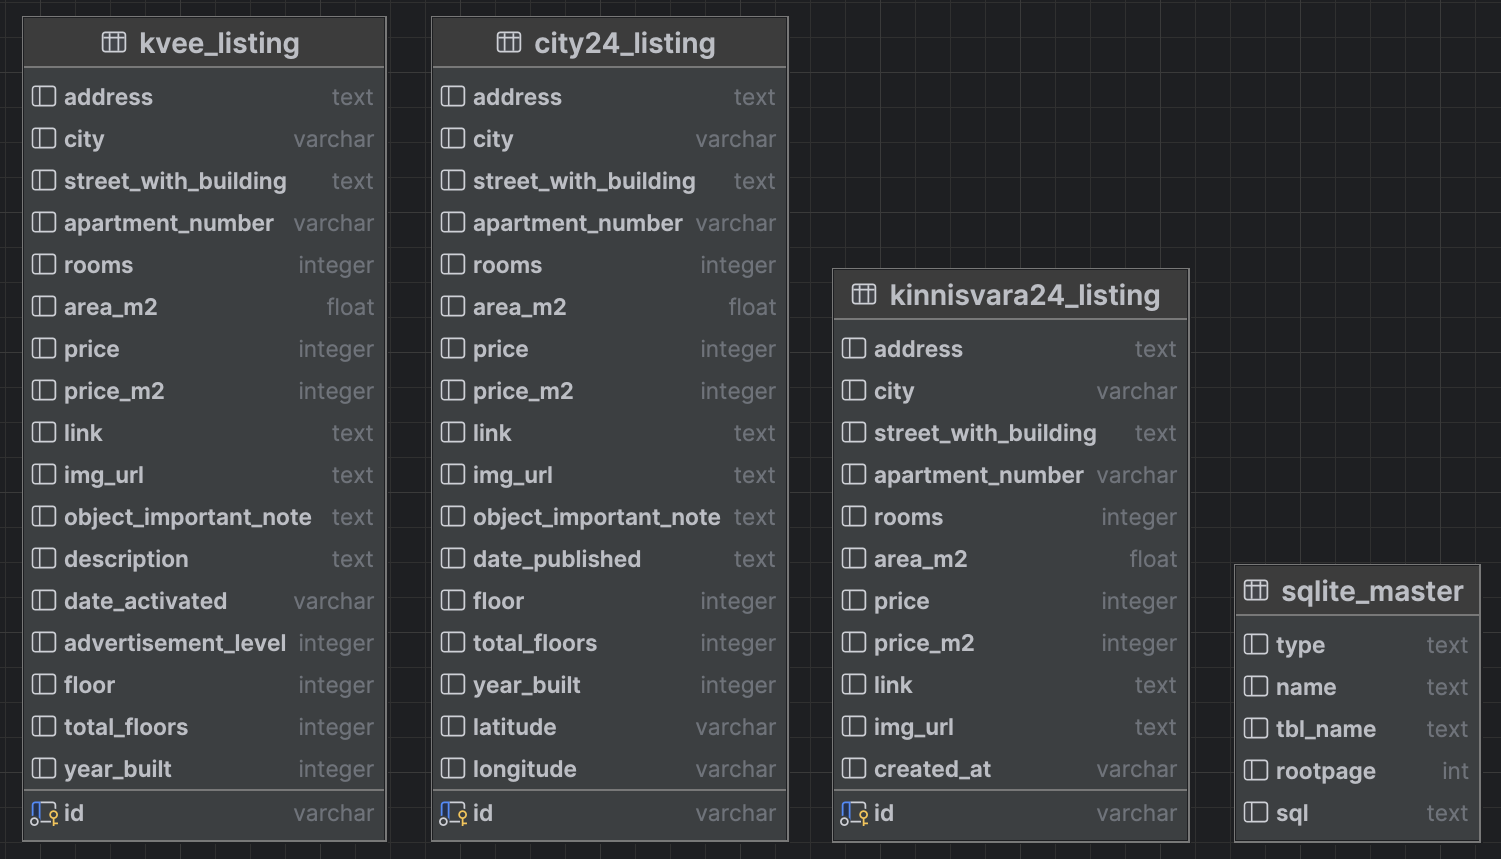 kvee_listing
address text
city varchar
street_with_building text
apartment_number varchar
rooms integer
area_m2 float
price integer
price_m2 integer
link text
img_url text
object_important_note text
description text
date_activated varchar
advertisement_level integer
floor integer
total_floors integer
year_built integer
id varchar
city24_listing
address text
city varchar
street_with_building text
apartment_number varchar
rooms integer
area_m2 float
price integer
price_m2 integer
link text
img_url text
object_important_note text
date_published text
floor integer
total_floors integer
year_built integer
latitude varchar
longitude varchar
id varchar
kinnisvara24_listing
address text
city varchar
street_with_building text
apartment_number varchar
rooms integer
area_m2 float
price integer
price_m2 integer
link text
img_url text
created_at varchar
id varchar
sqlite_master
type text
name text
tbl_name text
rootpage int
sql text